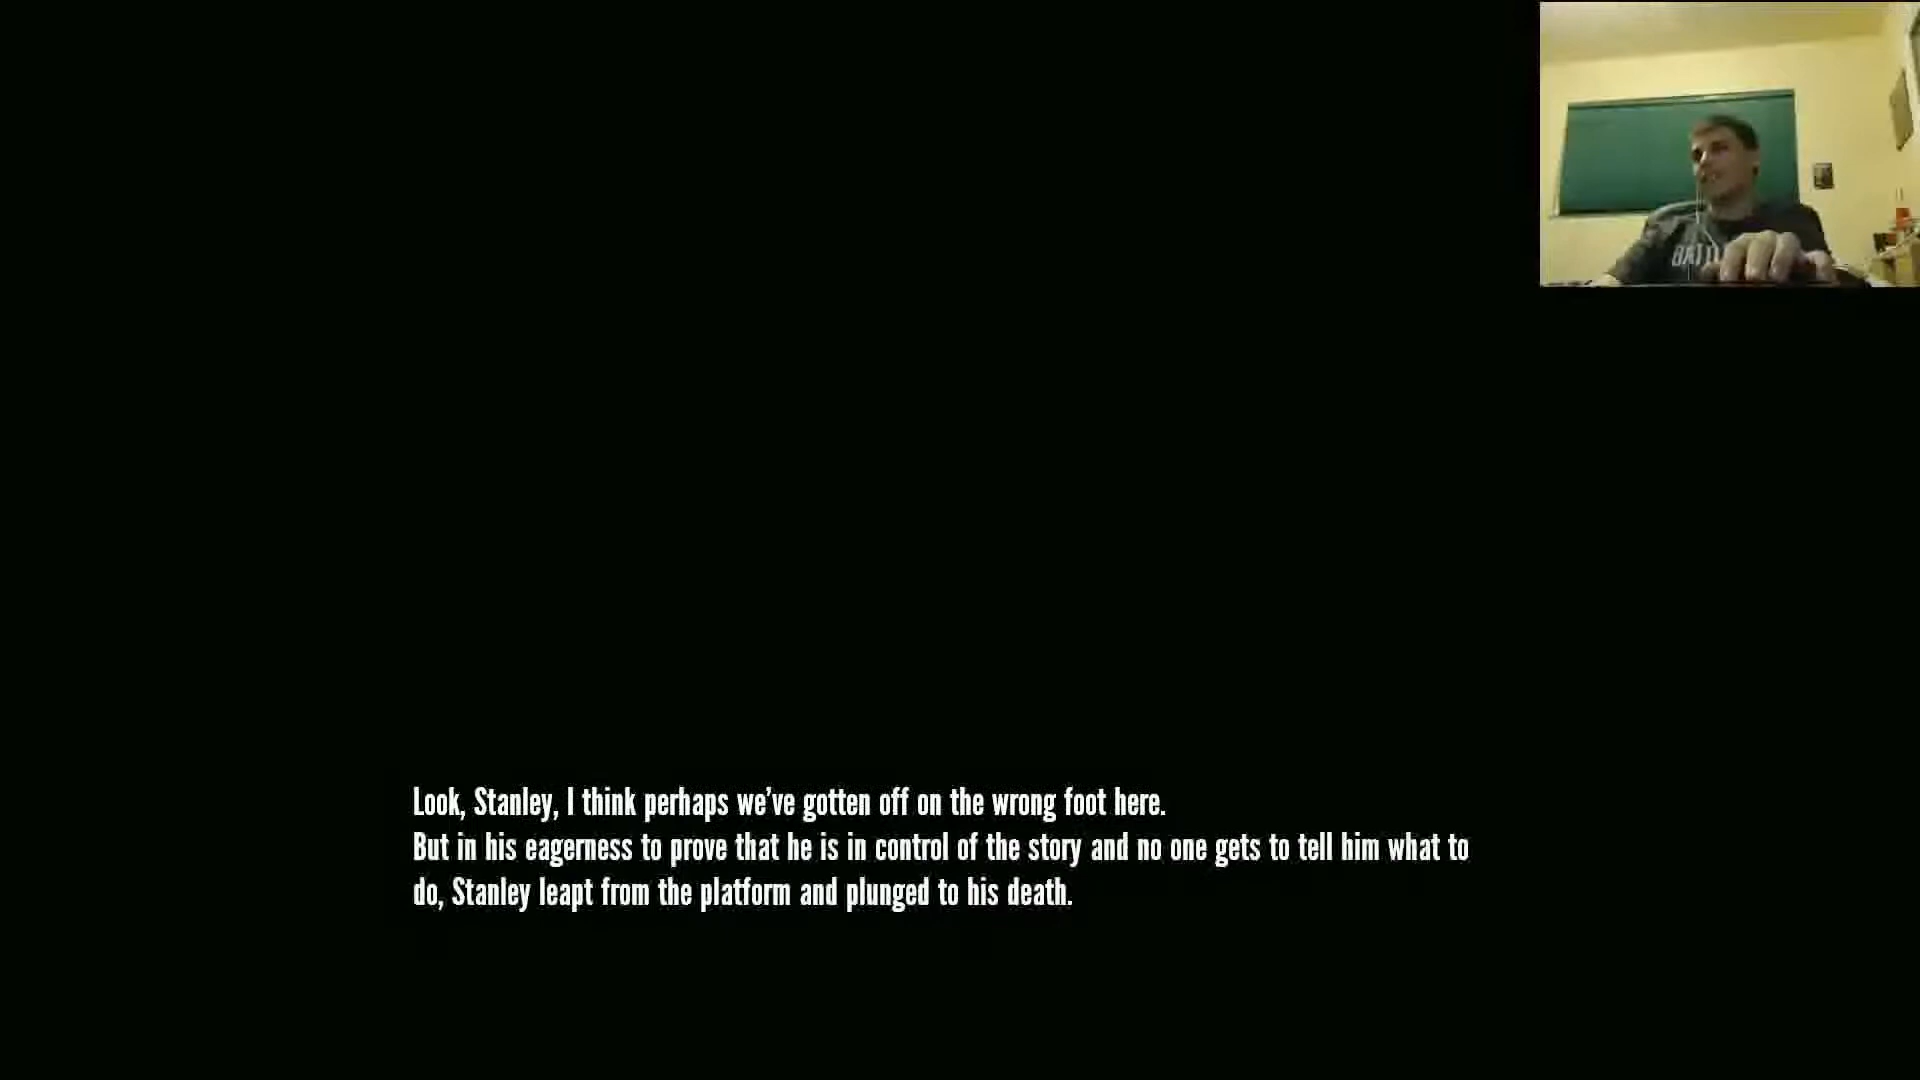 Look, Stanley, I think perhaps we've gotten off on the wrong foot here.
But in his eagerness to prove that he is in control of the story and no one gets to tell him what to
do, Stanley leapt from the platform and plunged to his death.